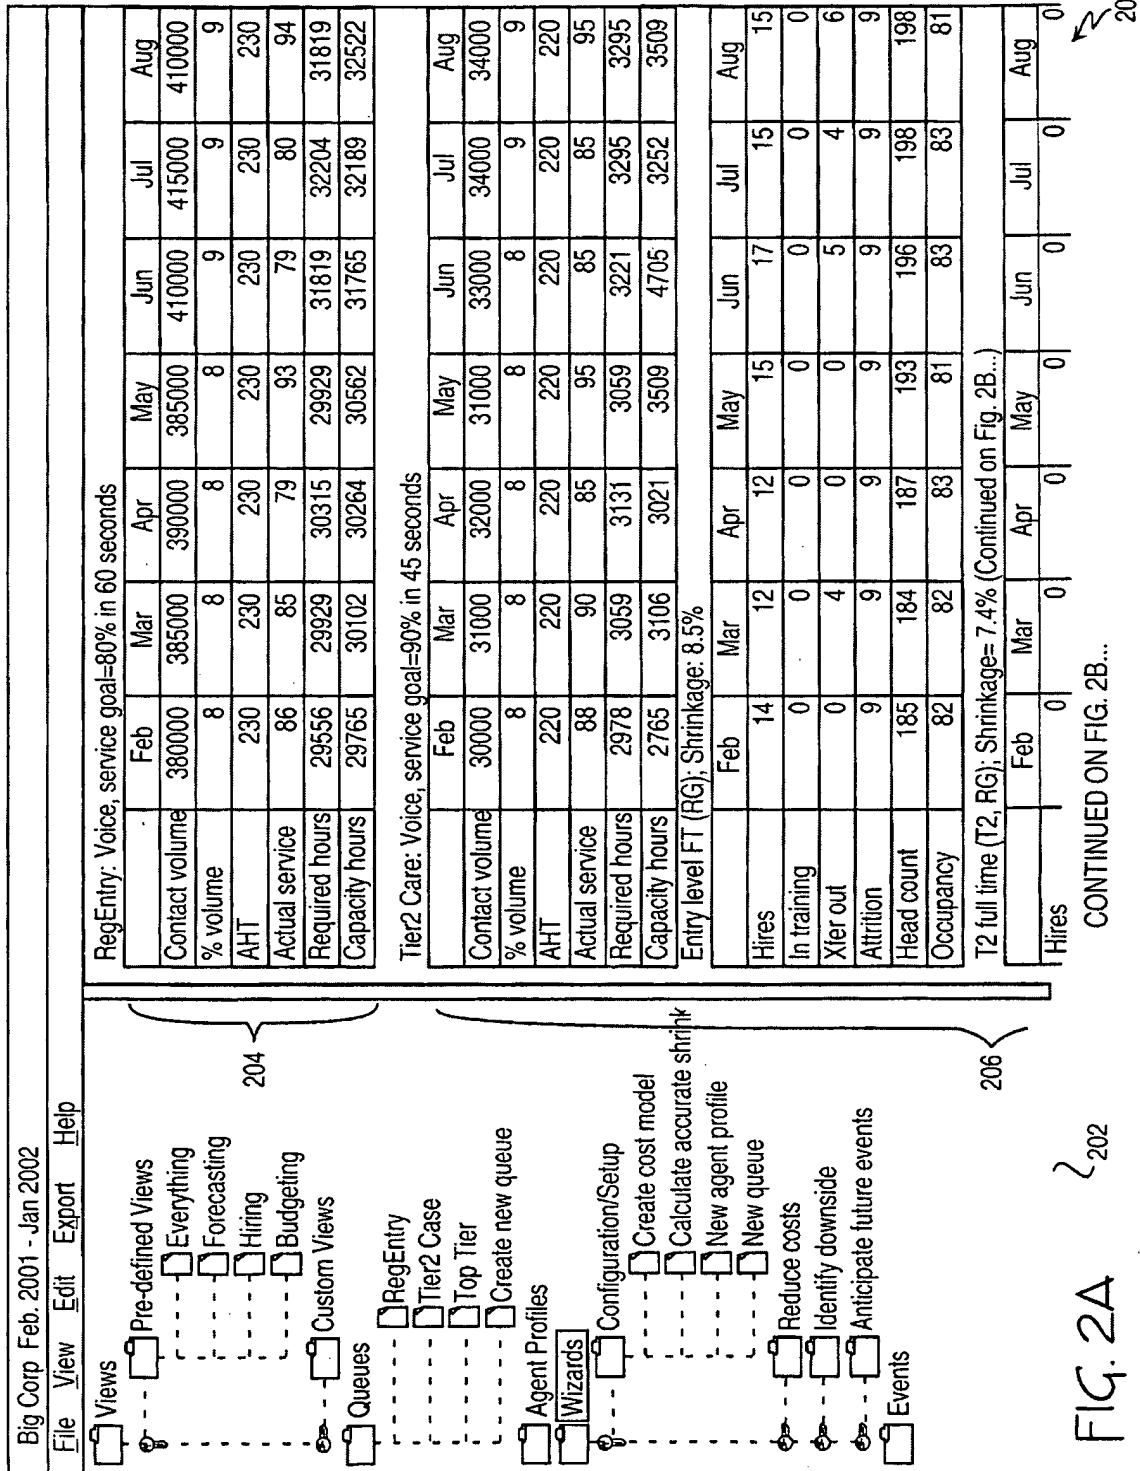 Big Corp Feb. 2001 - Jan 2002
File View Edit Export Help
Views
Pre-defined Views
Everything
Forecasting
Hiring
Budgeting
Custom Views
Queues
RegEntry
Tier2 Case
Top Tier
Create new queue
Agent Profiles
Wizards
Configuration/Setup
Create cost model
Calculate accurate shrink
New agent profile
New queue
Reduce costs
Identify downside
Anticipate future events
Events
204
206
RegEntry: Voice, service goal=80% in 60 seconds
Feb Mar Apr May Jun Jul Aug
Contact volume 380000 385000 390000 385000 410000 415000 410000
% volume 8 8 8 8 9 9 9
AHT 230 230 230 230 230 230 230
Actual service 86 85 79 93 79 80 94
Required hours 29556 29929 30315 29929 31819 32204 31819
Capacity hours 29765 30102 30264 30562 31765 32189 32522
Tier2 Care: Voice, service goal=90% in 45 seconds
Feb Mar Apr May Jun Jul Aug
Contact volume 30000 31000 32000 31000 33000 34000 34000
% volume 8 8 8 8 8 9 9
AHT 220 220 220 220 220 220 220
Actual service 88 90 85 95 85 85 95
Required hours 2978 3059 3131 3059 3221 3295 3295
Capacity hours 2765 3106 3021 3509 4705 3252 3509
Entry level FT (RG); Shrinkage: 8.5%
Feb Mar Apr May Jun Jul Aug
Hires 14 12 12 15 17 15 15
In training 0 0 0 0 0 0 0
Xfer out 0 4 0 0 5 4 6
Attrition 9 9 9 9 9 9 9
Head count 185 184 187 193 196 198 198
Occupancy 82 82 83 81 83 83 81
T2 full time (T2, RG); Shrinkage= 7.4% (Continued on Fig. 2B...)
Feb Mar Apr May Jun Jul Aug
Hires 0 0 0 0 0 0 0
CONTINUED ON FIG. 2B...
FIG. 2A
202
20